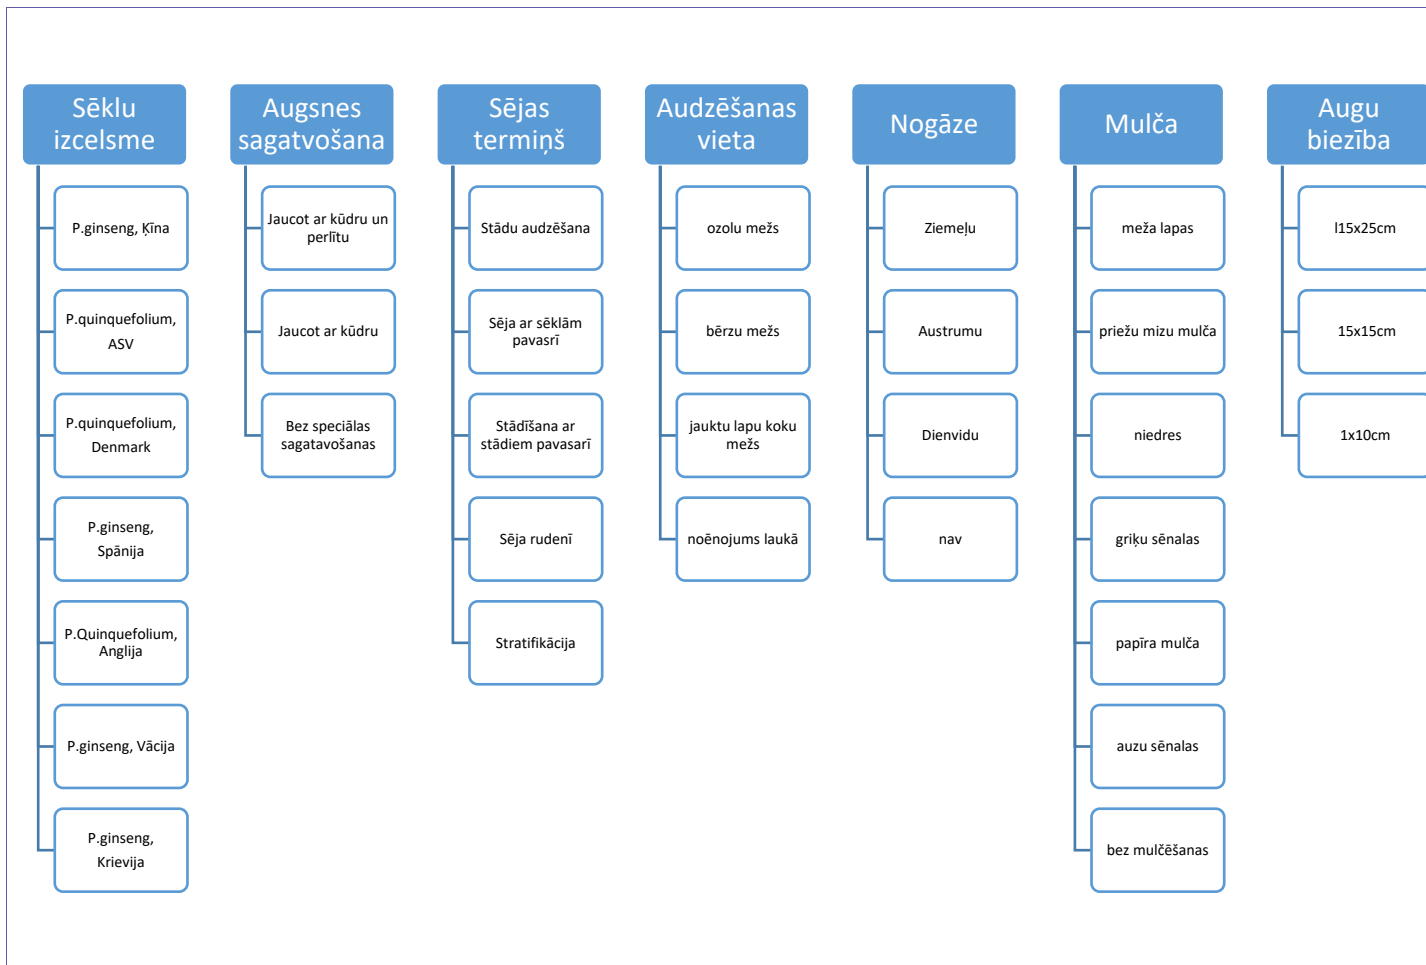 Sēklu
izcelsme
P.ginseng, Ķīna
P.quinquefolium,
ASV
P.quinquefolium,
Denmark
P.ginseng,
Spānija
P.Quinquefolium,
Anglija
P.ginseng, Vācija
P.ginseng,
Krievija
Augsnes
sagatvošana
Jaucot ar kūdru un
perlītu
Jaucot ar kūdru
Bez speciālas
sagatavošanas
Sējas
termiņš
Stādu audzēšana
Sēja ar sēklām
pavasrī
Stādīšana ar
stādiem pavasarī
Sēja rudenī
Stratifikācija
Audzēšanas
vieta
ozolu mežs
bērzu mežs
jauktu lapu koku
mežs
noēnojums laukā
Nogāze
Ziemeļu
Austrumu
Dienvidu
nav
Mulča
meža lapas
priežu mizu mulča
niedres
griķu sēnalas
papīra mulča
auzu sēnalas
bez mulčēšanas
Augu
biezība
l15x25cm
15x15cm
1x10cm